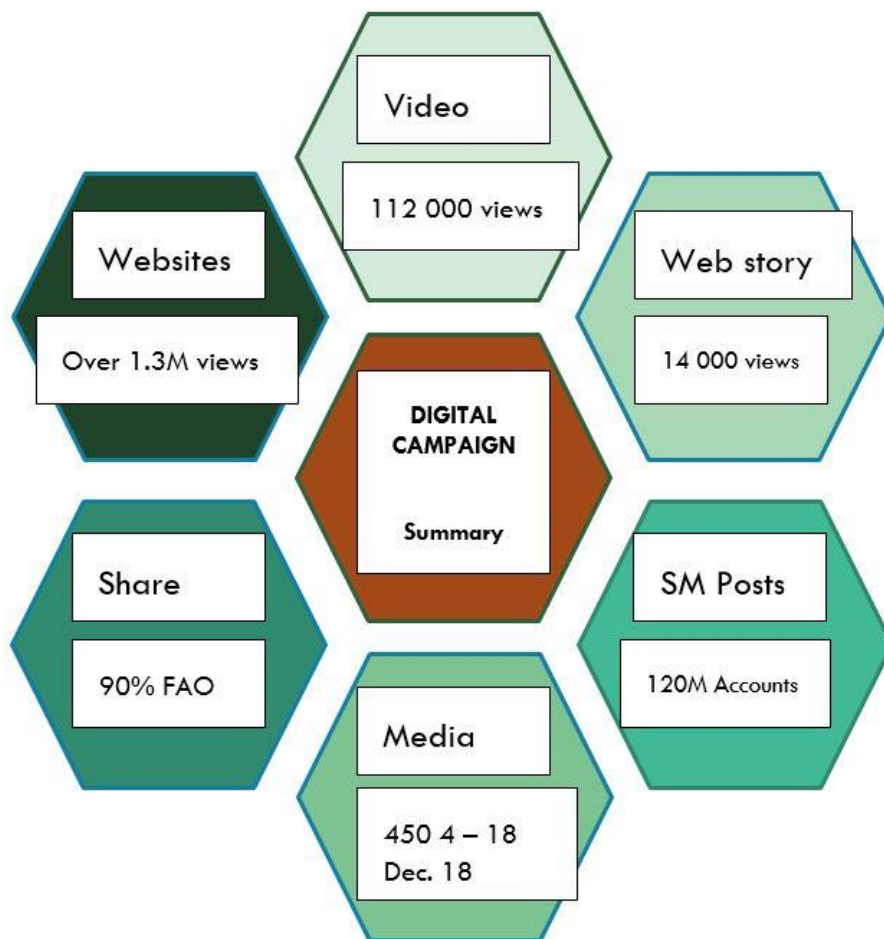 Video
112 000 views
Websites
Over 1.3M views
Web story
14 000 views
DIGITAL
CAMPAIGN
Summary
Share
90% FAO
SM Posts
120M Accounts
Media
450 4 – 18
Dec. 18